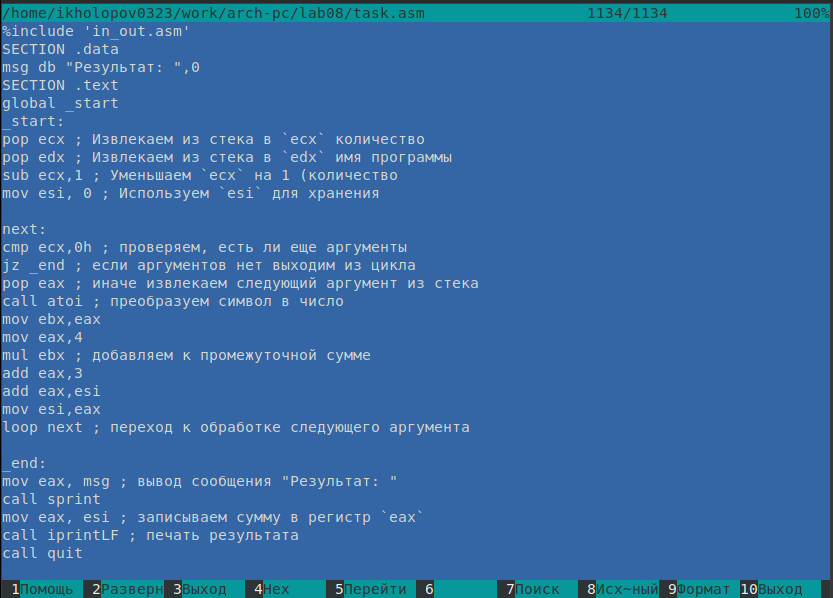 /home/ikholopov0323/work/arch-pc/lab08/task.asm 1134/1134 100%
%include 'in_out.asm'
SECTION .data
msg db "Результат: ",0
SECTION .text
global _start
_start:
pop ecx ; Извлекаем из стека в `ecx` количество
pop edx ; Извлекаем из стека в `edx` имя программы
sub ecx,1 ; Уменьшаем `ecx` на 1 (количество
mov esi, 0 ; Используем `esi` для хранения
next:
cmp ecx,0h ; проверяем, есть ли еще аргументы
jz _end ; если аргументов нет выходим из цикла
pop eax ; иначе извлекаем следующий аргумент из стека
call atoi ; преобразуем символ в число
mov ebx,eax
mov eax,4
mul ebx ; добавляем к промежуточной сумме
add eax,3
add eax,esi
mov esi,eax
loop next ; переход к обработке следующего аргумента
_end:
mov eax, msg ; вывод сообщения "Результат: "
call sprint
mov eax, esi ; записываем сумму в регистр `eax`
call iprintLF ; печать результата
call quit
1Помощь 2Разверн 3Выход 4Hex 5Перейти 6 7Поиск 8Исх~ный 9Формат 10Выход